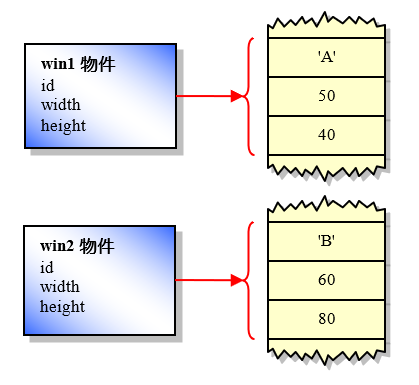 win1 物件
id
width
height
'A'
50
40
win2 物件
id
width
height
'B'
60
80